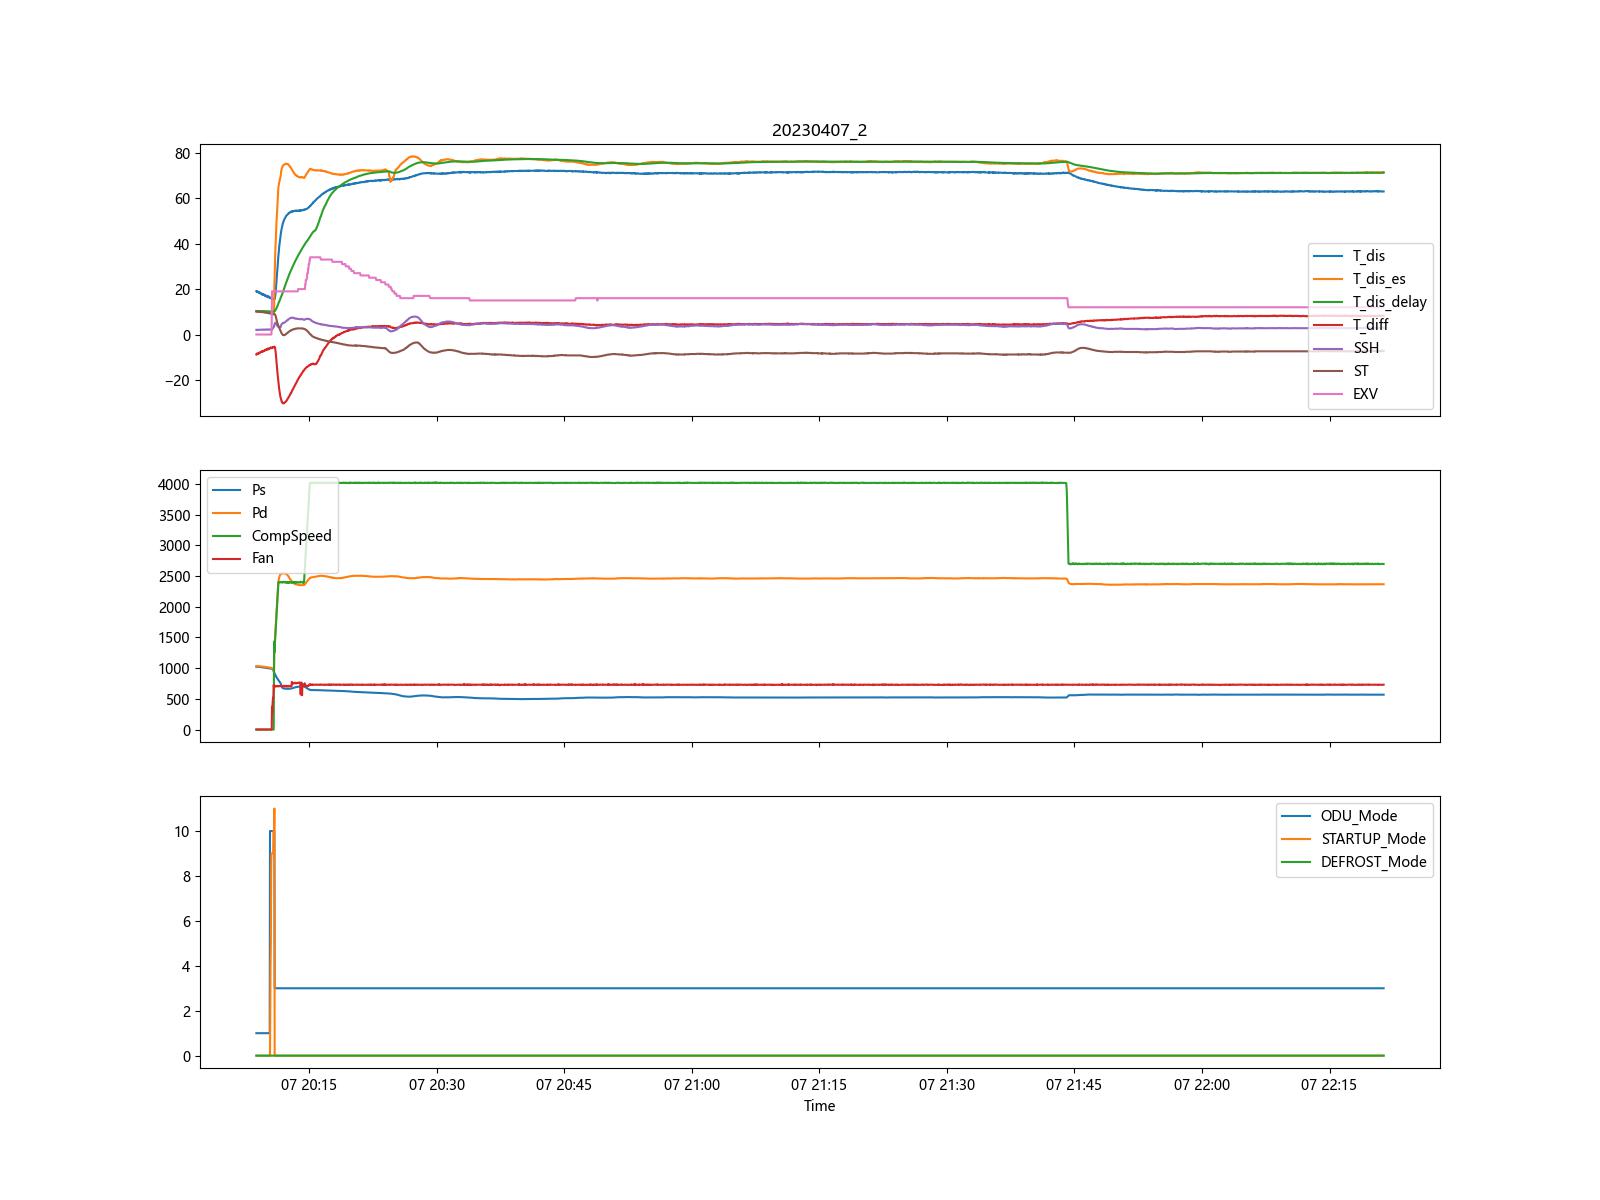 20230407_2
80
60
40
20
0
−20
T_dis
T_dis_es
T_dis_delay
T_diff
SSH
ST
EXV
4000
3500
3000
2500
2000
1500
1000
500
0
Ps
Pd
CompSpeed
Fan
10
8
6
4
2
0
ODU_Mode
STARTUP_Mode
DEFROST_Mode
07 20:15 07 20:30 07 20:45 07 21:00 07 21:15 07 21:30 07 21:45 07 22:00 07 22:15
Time